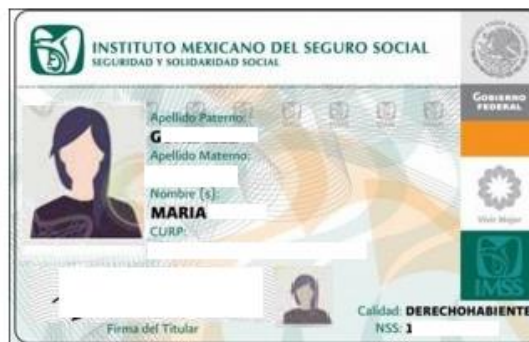 INSTITUTO MEXICANO DEL SEGURO SOCIAL
SEGURIDAD Y SOLIDARIDAD SOCIAL
GOBIERNO
FEDERAL
Apellido Paterno:
G
Apellido Materno:
Nombre (s):
MARIA
CURP:
Vivir Mejor
IMSS
Firma del Titular
Calidad: DERECHOHABIENTE
NSS: 1